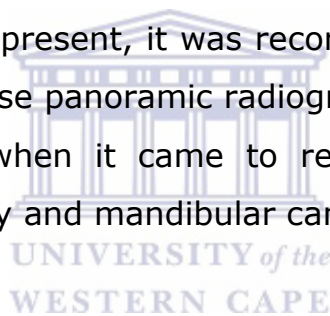 present, it was recor
se panoramic radiogr
when it came to re
y and mandibular car
UNIVERSITY of the
WESTERN CAPE